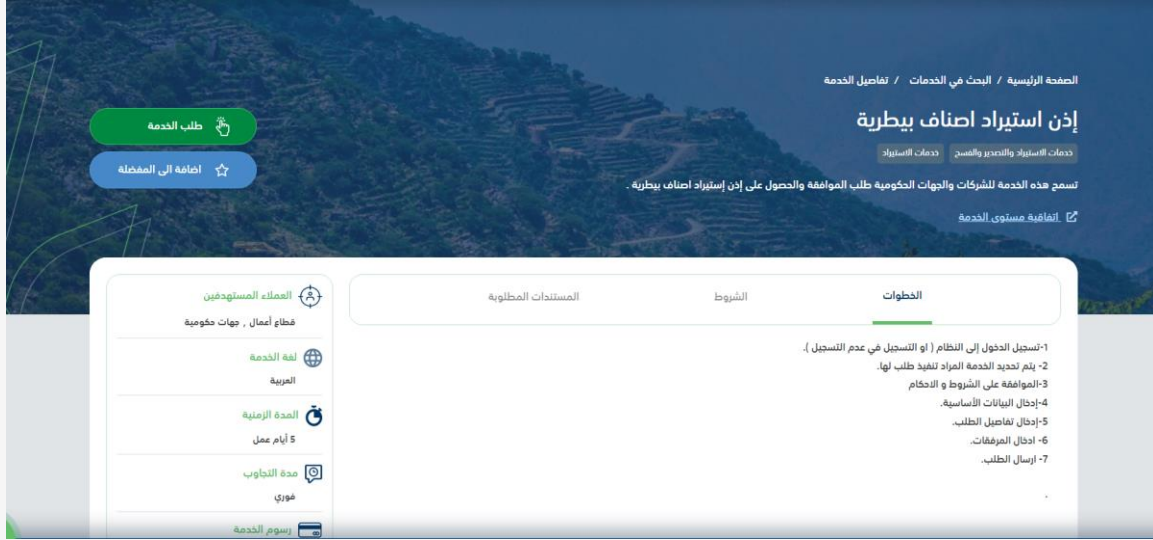 الصفحة الرئيسية / البحث في الخدمات / تفاصيل الخدمة
إذن استيراد اصناف بيطرية
خدمات الاستيراد والتصدير والفسح
خدمات الاستيراد
تسمح هذه الخدمة للشركات والجهات الحكومية طلب الموافقة والحصول على إذن إستيراد اصناف بيطرية .
اتفاقية مستوى الخدمة
طلب الخدمة
اضافة الى المفضلة
الخطوات
الشروط
المستندات المطلوبة
1-تسجيل الدخول إلى النظام ( او التسجيل في عدم التسجيل ).
2- يتم تحديد الخدمة المراد تنفيذ طلب لها.
3-الموافقة على الشروط و الاحكام
4-إدخال البيانات الأساسية.
5-إدخال تفاصيل الطلب.
6- ادخال المرفقات.
7- ارسال الطلب.
.
العملاء المستهدفين
قطاع أعمال , جهات حكومية
لغة الخدمة
العربية
المدة الزمنية
5 أيام عمل
مدة التجاوب
فوري
رسوم الخدمة